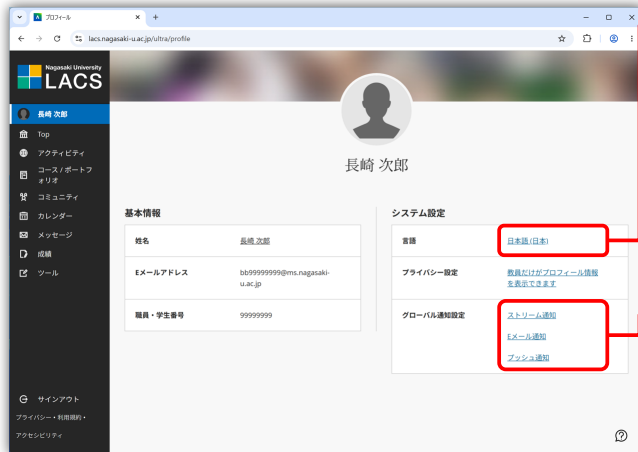 プロフィール
lacs.nagasaki-u.ac.jp/ultra/profile
Nagasaki University
LACS
長崎 次郎
Top
アクティビティ
コース / ポートフ
ォリオ
コミュニティ
カレンダー
メッセージ
成績
ツール
サインアウト
プライバシー・利用規約・
アクセシビリティ
長崎 次郎
基本情報
姓名
長崎 次郎
Eメールアドレス
bb99999999@ms.nagasaki-
u.ac.jp
職員・学生番号
99999999
システム設定
言語
日本語 (日本)
プライバシー設定
教員だけがプロフィール情報
を表示できます
グローバル通知設定
ストリーム通知
Eメール通知
プッシュ通知